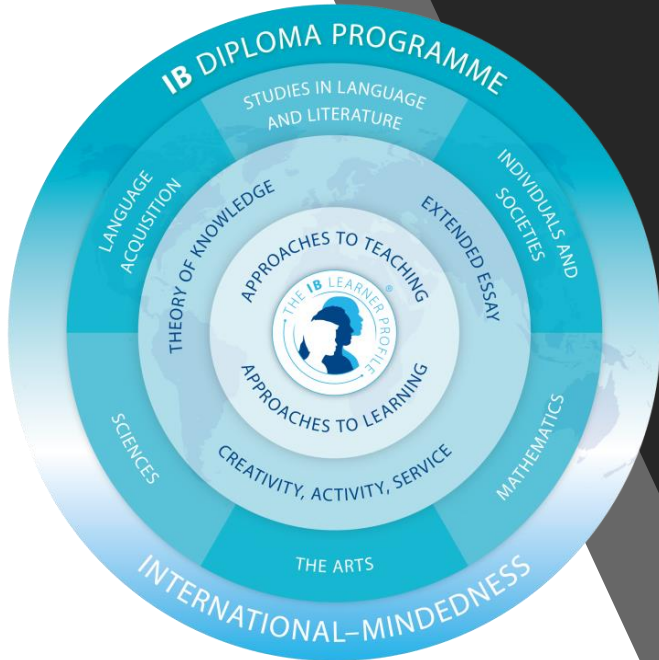 IB DIPLOMA PROGRAMME
STUDIES IN LANGUAGE
AND LITERATURE
LANGUAGE
ACQUISITION
INDIVIDUALS AND
SOCIETIES
THEORY OF KNOWLEDGE
EXTENDED ESSAY
APPROACHES TO TEACHING
THE IB LEARNER PROFILE
®
APPROACHES TO LEARNING
CREATIVITY, ACTIVITY, SERVICE
SCIENCES
MATHEMATICS
THE ARTS
INTERNATIONAL–MINDEDNESS